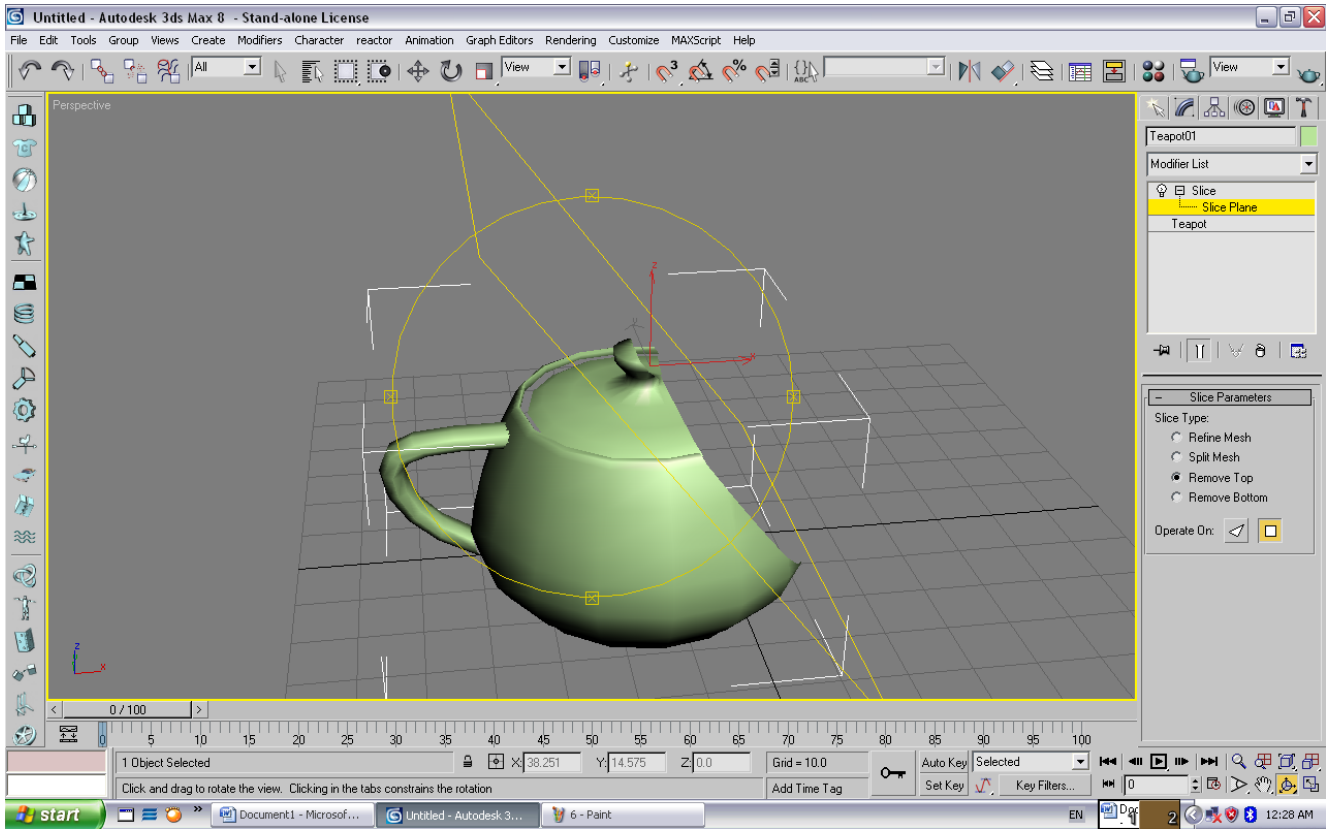 Untitled - Autodesk 3ds Max 8 - Stand-alone License
File Edit Tools Group Views Create Modifiers Character reactor Animation Graph Editors Rendering Customize MAXScript Help
All View View
Perspective
Teapot01
Modifier List
Slice
Slice Plane
Teapot
Slice Parameters
Slice Type:
Refine Mesh
Split Mesh
Remove Top
Remove Bottom
Operate On:
z
x
z
x
0 / 100
0 5 10 15 20 25 30 35 40 45 50 55 60 65 70 75 80 85 90 95 100
1 Object Selected X: 38.251 Y: 14.575 Z: 0.0 Grid = 10.0 Auto Key Selected
Click and drag to rotate the view. Clicking in the tabs constrains the rotation Add Time Tag Set Key Key Filters... 0
start Document1 - Microsof... Untitled - Autodesk 3... 6 - Paint EN 2 12:28 AM